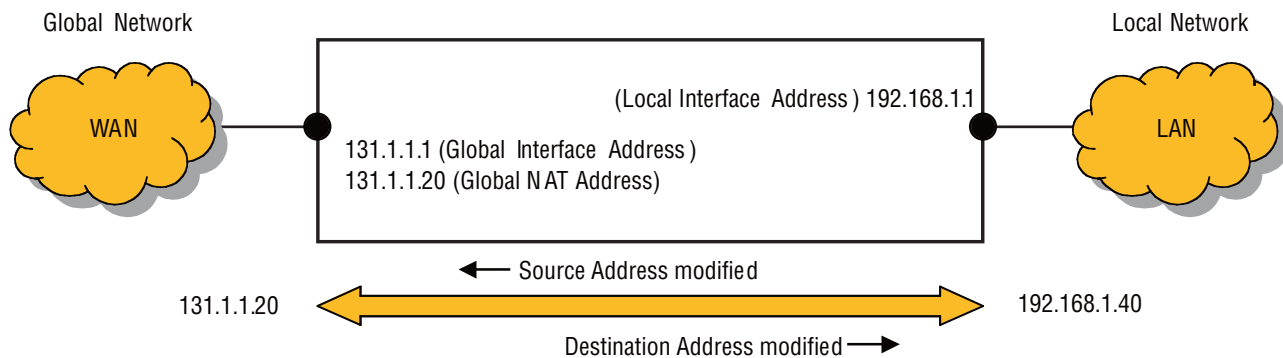 Global Network
Local Network
WAN
(Local Interface Address) 192.168.1.1
LAN
131.1.1.1 (Global Interface Address)
131.1.1.20 (Global NAT Address)
Source Address modified
131.1.1.20
192.168.1.40
Destination Address modified